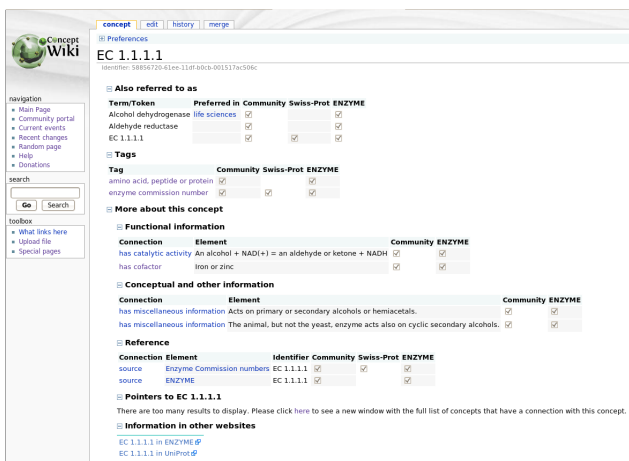 concept edit history merge
Preferences
Concept
Wiki
EC 1.1.1.1
Identifier: 58856720-61ee-11df-b0cb-001517ac506c
navigation
Main Page
Community portal
Current events
Recent changes
Random page
Help
Donations
search
Go Search
toolbox
What links here
Upload file
Special pages
Also referred to as
Term/Token Preferred in Community Swiss-Prot ENZYME
Alcohol dehydrogenase life sciences
Aldehyde reductase
EC 1.1.1.1
Tags
Tag Community Swiss-Prot ENZYME
amino acid, peptide or protein
enzyme commission number
More about this concept
Functional information
Connection Element Community ENZYME
has catalytic activity An alcohol + NAD(+) = an aldehyde or ketone + NADH
has cofactor Iron or zinc
Conceptual and other information
Connection Element Community ENZYME
has miscellaneous information Acts on primary or secondary alcohols or hemiacetals.
has miscellaneous information The animal, but not the yeast, enzyme acts also on cyclic secondary alcohols.
Reference
Connection Element Identifier Community Swiss-Prot ENZYME
source Enzyme Commission numbers EC 1.1.1.1
source ENZYME EC 1.1.1.1
Pointers to EC 1.1.1.1
There are too many results to display. Please click here to see a new window with the full list of concepts that have a connection with this concept.
Information in other websites
EC 1.1.1.1 in ENZYME
EC 1.1.1.1 in UniProt